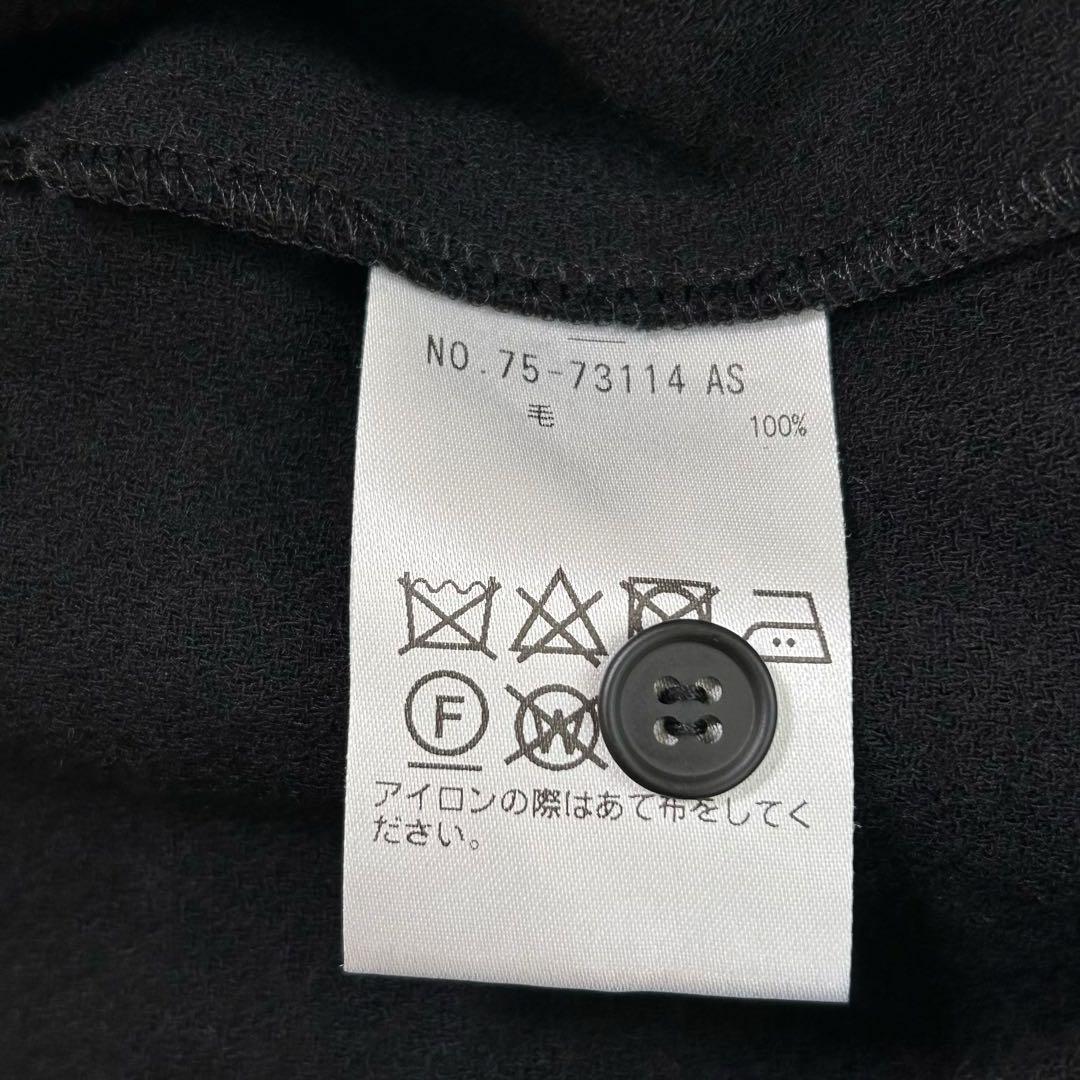 NO.75-73114 AS
毛 100%
F W
アイロンの際はあて布をしてく
ださい。